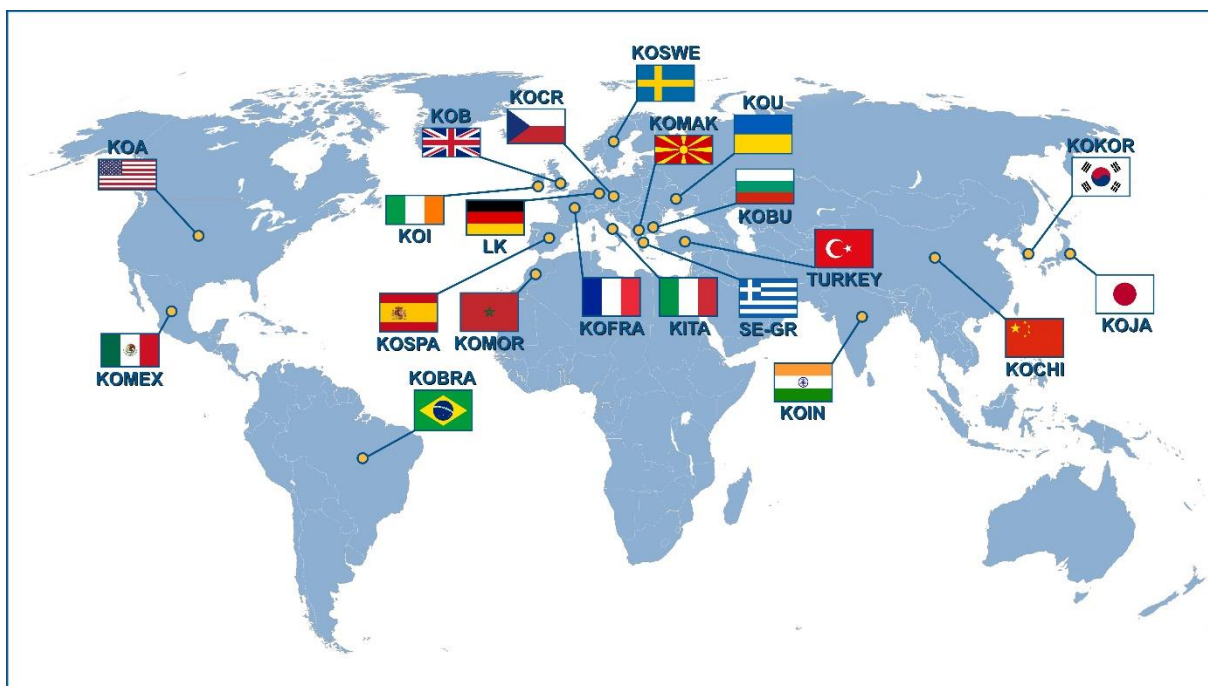 KOSWE
KOCR
KOU
KOB
KOMAK
KOA
KOKOR
KOI
LK
KOBU
TURKEY
KOSPA
KOMOR
KOFRA
KITA
SE-GR
KOJA
KOMEX
KOCHI
KOBRA
KOIN